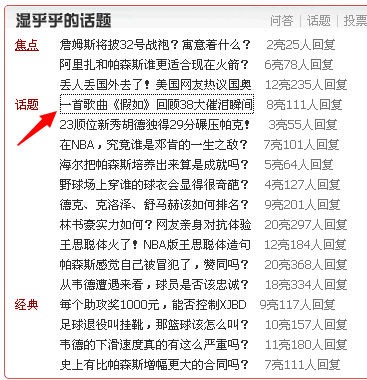 湿乎乎的话题 问答 | 话题 | 投票
焦点 詹姆斯将披32号战袍？寓意着什么？ 2亮25人回复
阿里扎和帕森斯谁更适合现在火箭？ 6亮78人回复
丢人丢国外去了！美国网友热议国奥 12亮235人回复
话题 一首歌曲《假如》回顾38大催泪瞬间 8亮111人回复
23顺位新秀胡德独得29分碾压帕克！ 3亮55人回复
在NBA，究竟谁是邓肯的一生之敌？ 7亮101人回复
海尔把帕森斯培养出来算是成就吗？ 5亮64人回复
野球场上穿谁的球衣会显得很奇葩？ 4亮127人回复
德克、克洛泽、舒马赫该如何排名？ 9亮201人回复
林书豪实力如何？网友亲身对抗体验 20亮297人回复
王思聪体火了！NBA版王思聪体造句 12亮184人回复
帕森斯感觉自己被冒犯了，赞同吗？ 20亮368人回复
从韦德遭遇来看，球员是否该忠诚？ 18亮334人回复
经典 每个助攻奖1000元，能否控制XJBD 9亮117人回复
足球退役叫挂靴，那篮球该怎么叫？ 10亮157人回复
韦德的下滑速度真的有这么严重吗？ 11亮180人回复
史上有比帕森斯增幅更大的合同吗？ 7亮111人回复